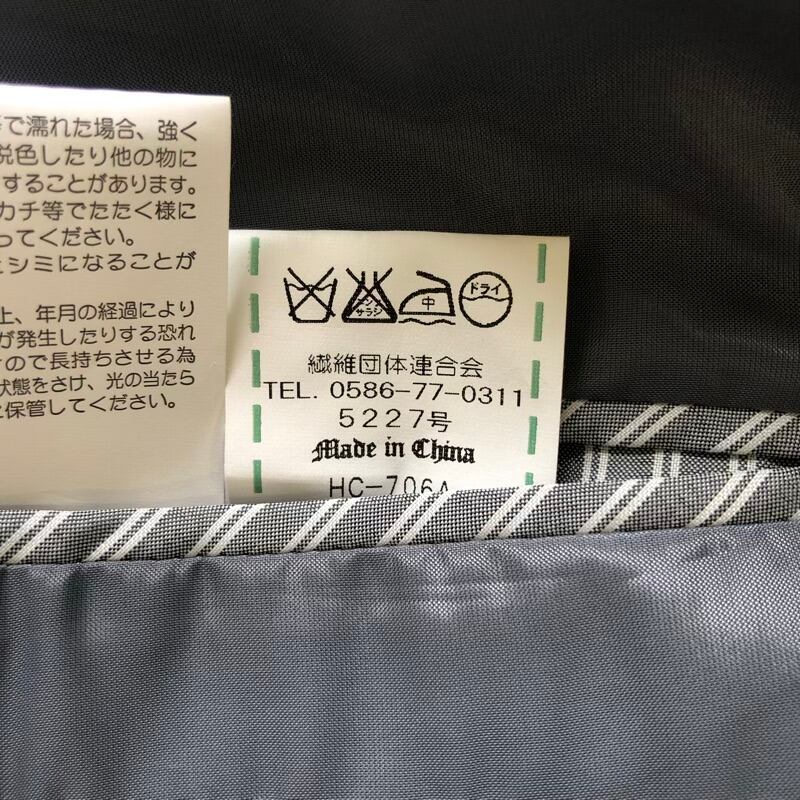 で濡れた場合、強く
脱色したり他の物に
することがあります。
カチ等でたたく様に
ってください。
とシミになることが
上、年月の経過により
が発生したりする恐れ
ので長持ちさせる為
状態をさけ、光の当たら
と保管してください。
エンソ
サラシ
中
ドライ
繊維団体連合会
TEL. 0586-77-0311
5227号
Made in China
HC-706A